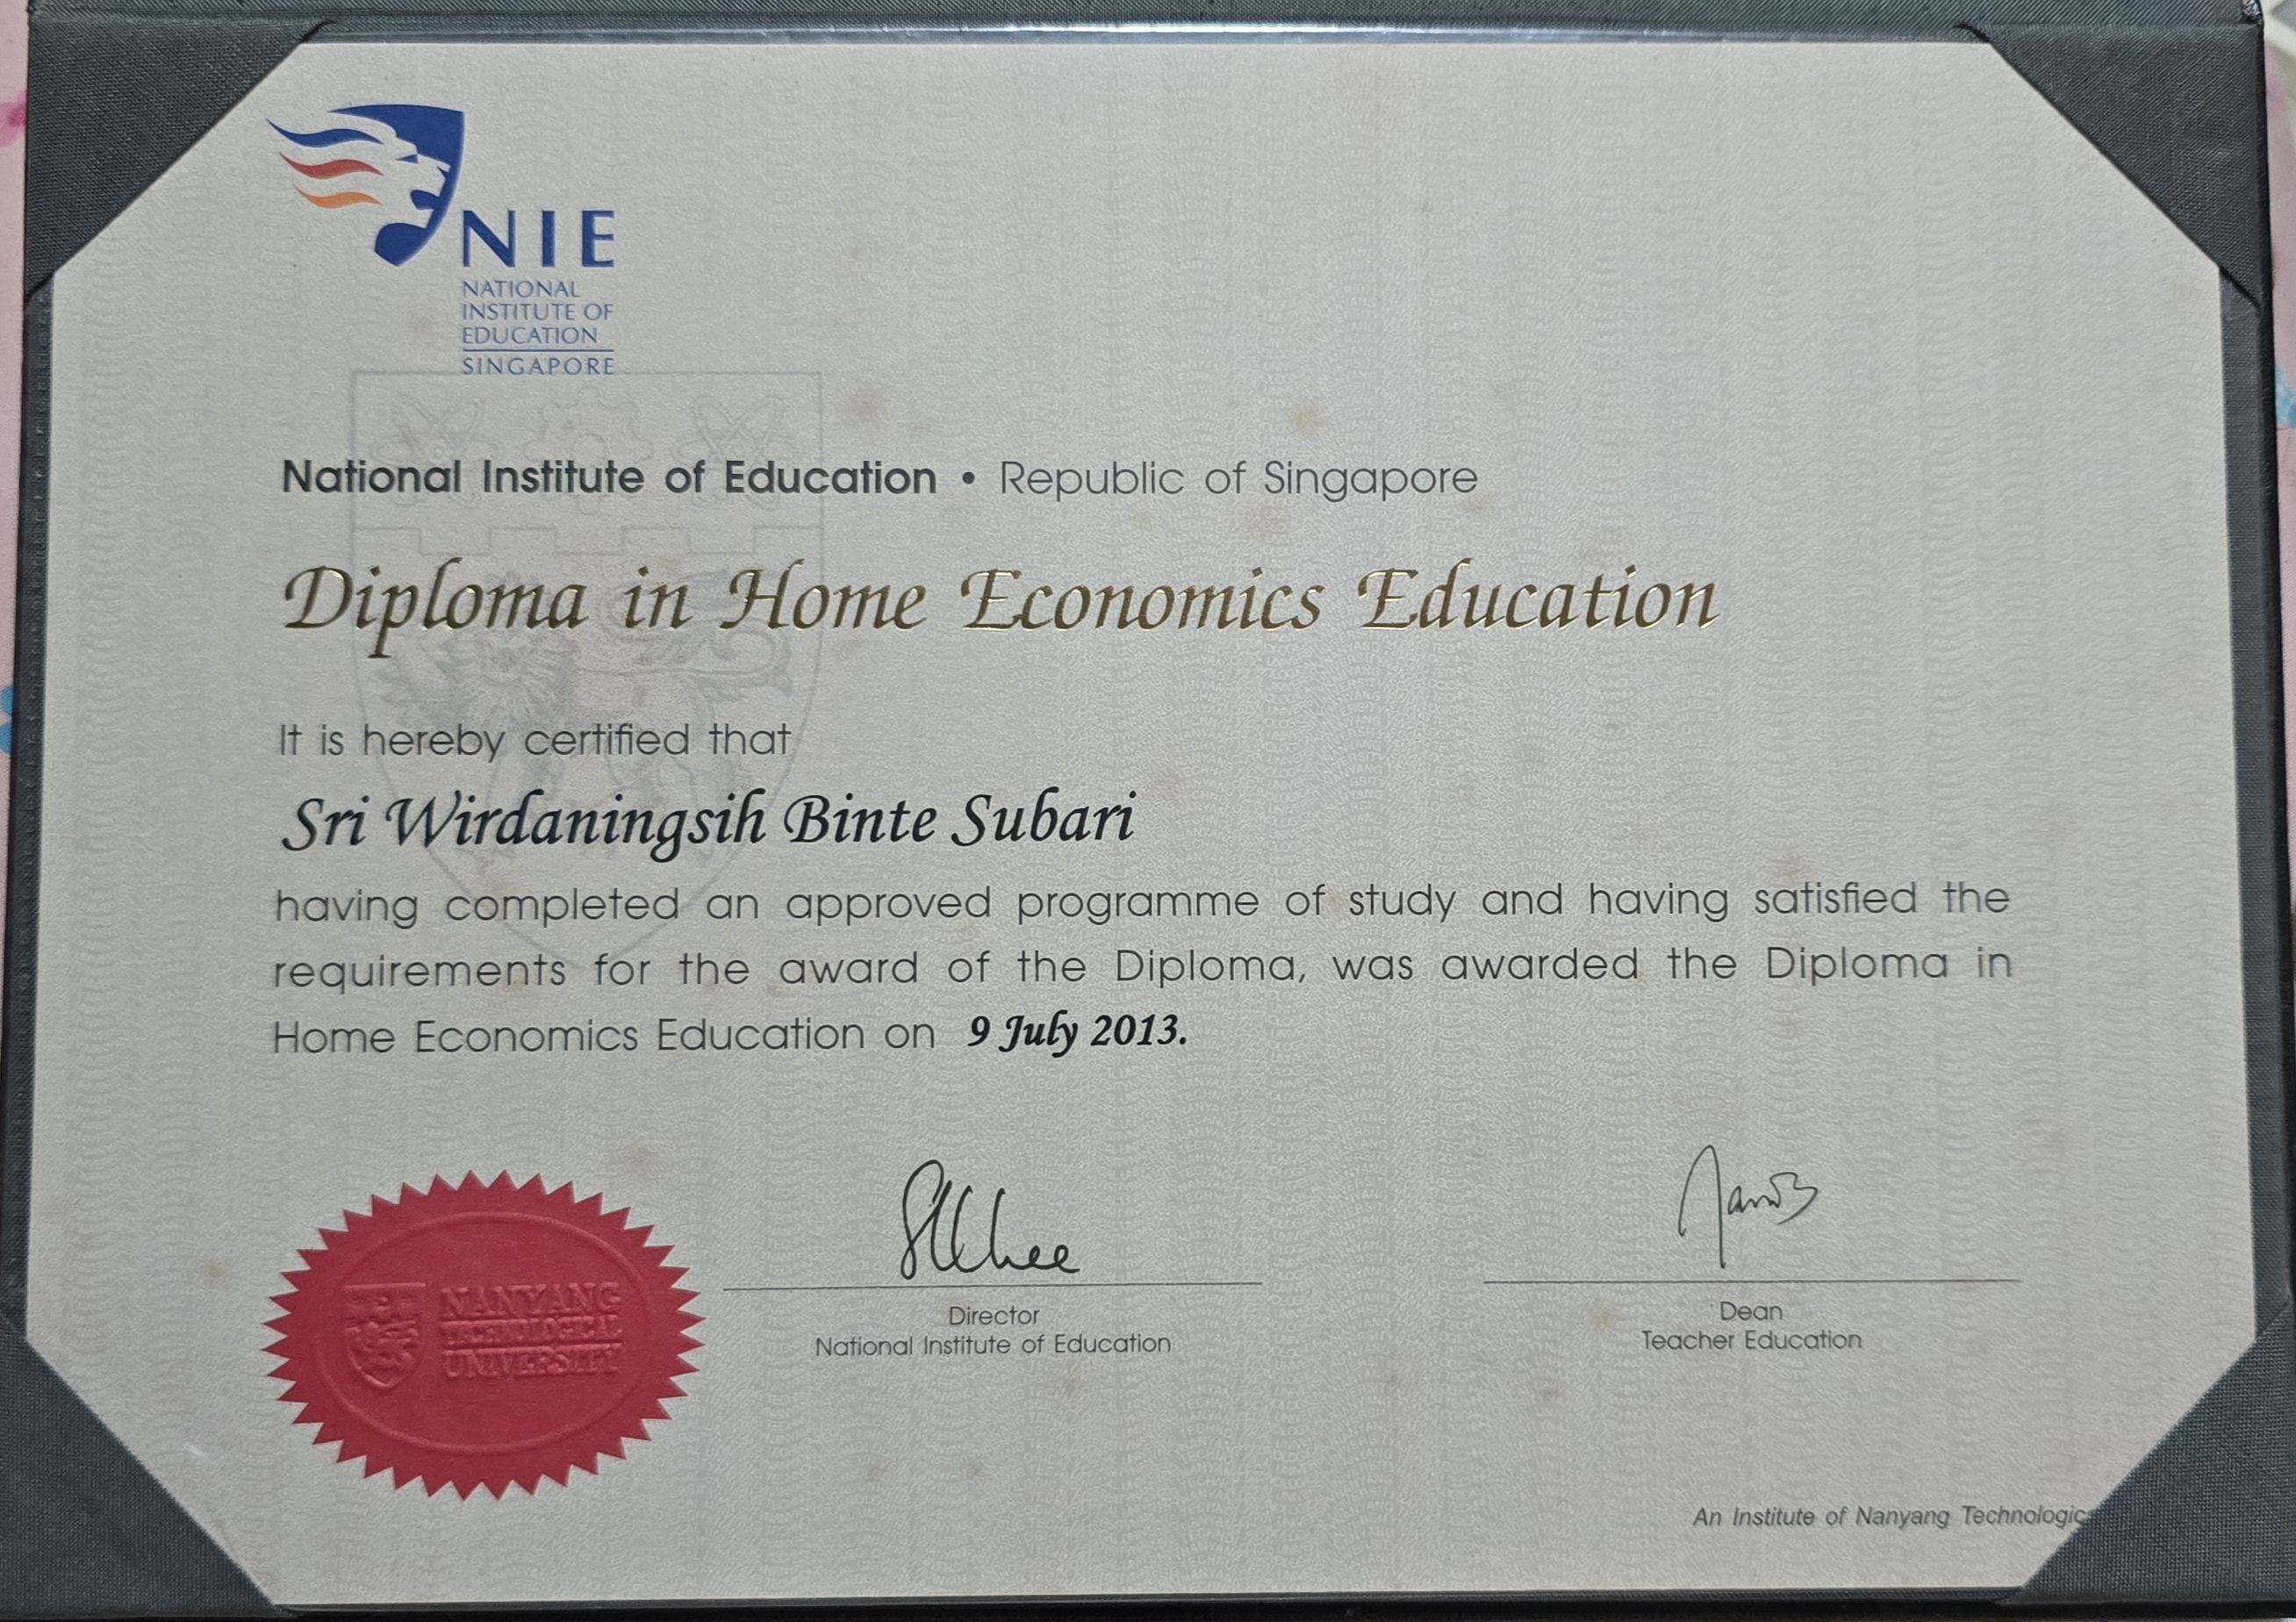 NIE
NATIONAL
INSTITUTE OF
EDUCATION
SINGAPORE
National Institute of Education • Republic of Singapore
Diploma in Home Economics Education
It is hereby certified that
Sri Wirdaningsih Binte Subari
having completed an approved programme of study and having satisfied the
requirements for the award of the Diploma, was awarded the Diploma in
Home Economics Education on 9 July 2013.
NANYANG
TECHNOLOGICAL
UNIVERSITY
Director
National Institute of Education
Dean
Teacher Education
An Institute of Nanyang Technologic